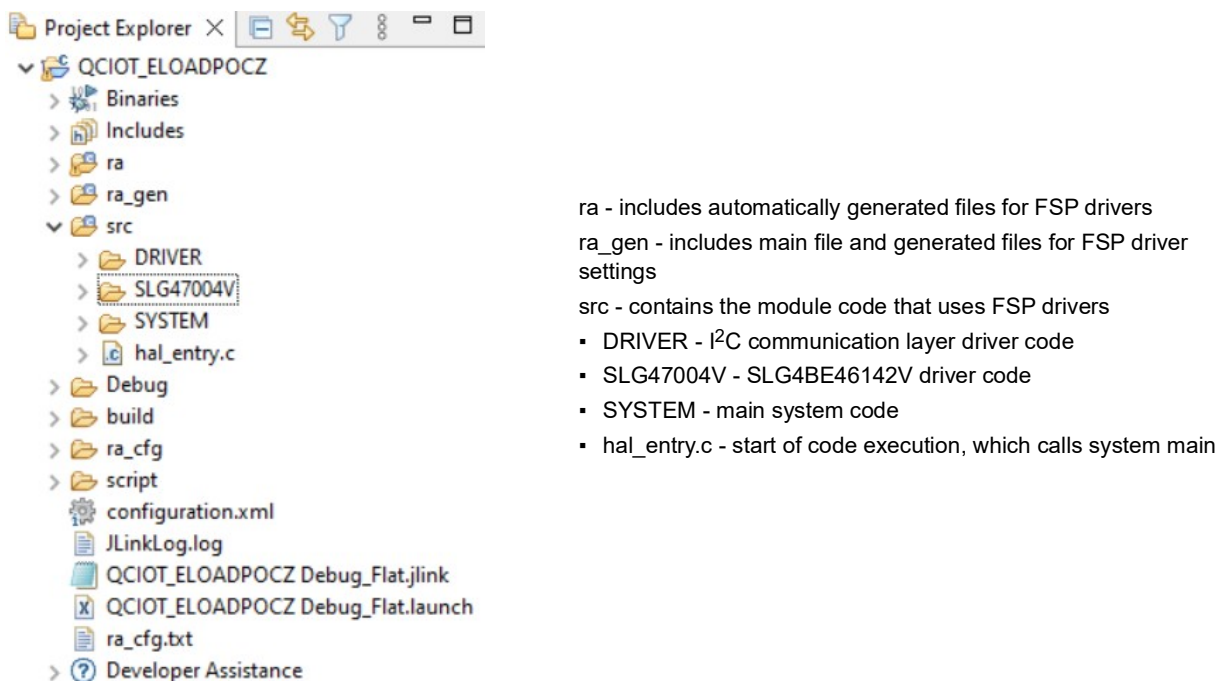 Project Explorer
QCIOT_ELOADPOCZ
Binaries
Includes
ra
ra_gen
src
DRIVER
SLG47004V
SYSTEM
hal_entry.c
Debug
build
ra_cfg
script
configuration.xml
JLinkLog.log
QCIOT_ELOADPOCZ Debug_Flat.jlink
QCIOT_ELOADPOCZ Debug_Flat.launch
ra_cfg.txt
Developer Assistance
ra - includes automatically generated files for FSP drivers
ra_gen - includes main file and generated files for FSP driver
settings
src - contains the module code that uses FSP drivers
▪ DRIVER - I²C communication layer driver code
▪ SLG47004V - SLG4BE46142V driver code
▪ SYSTEM - main system code
▪ hal_entry.c - start of code execution, which calls system main